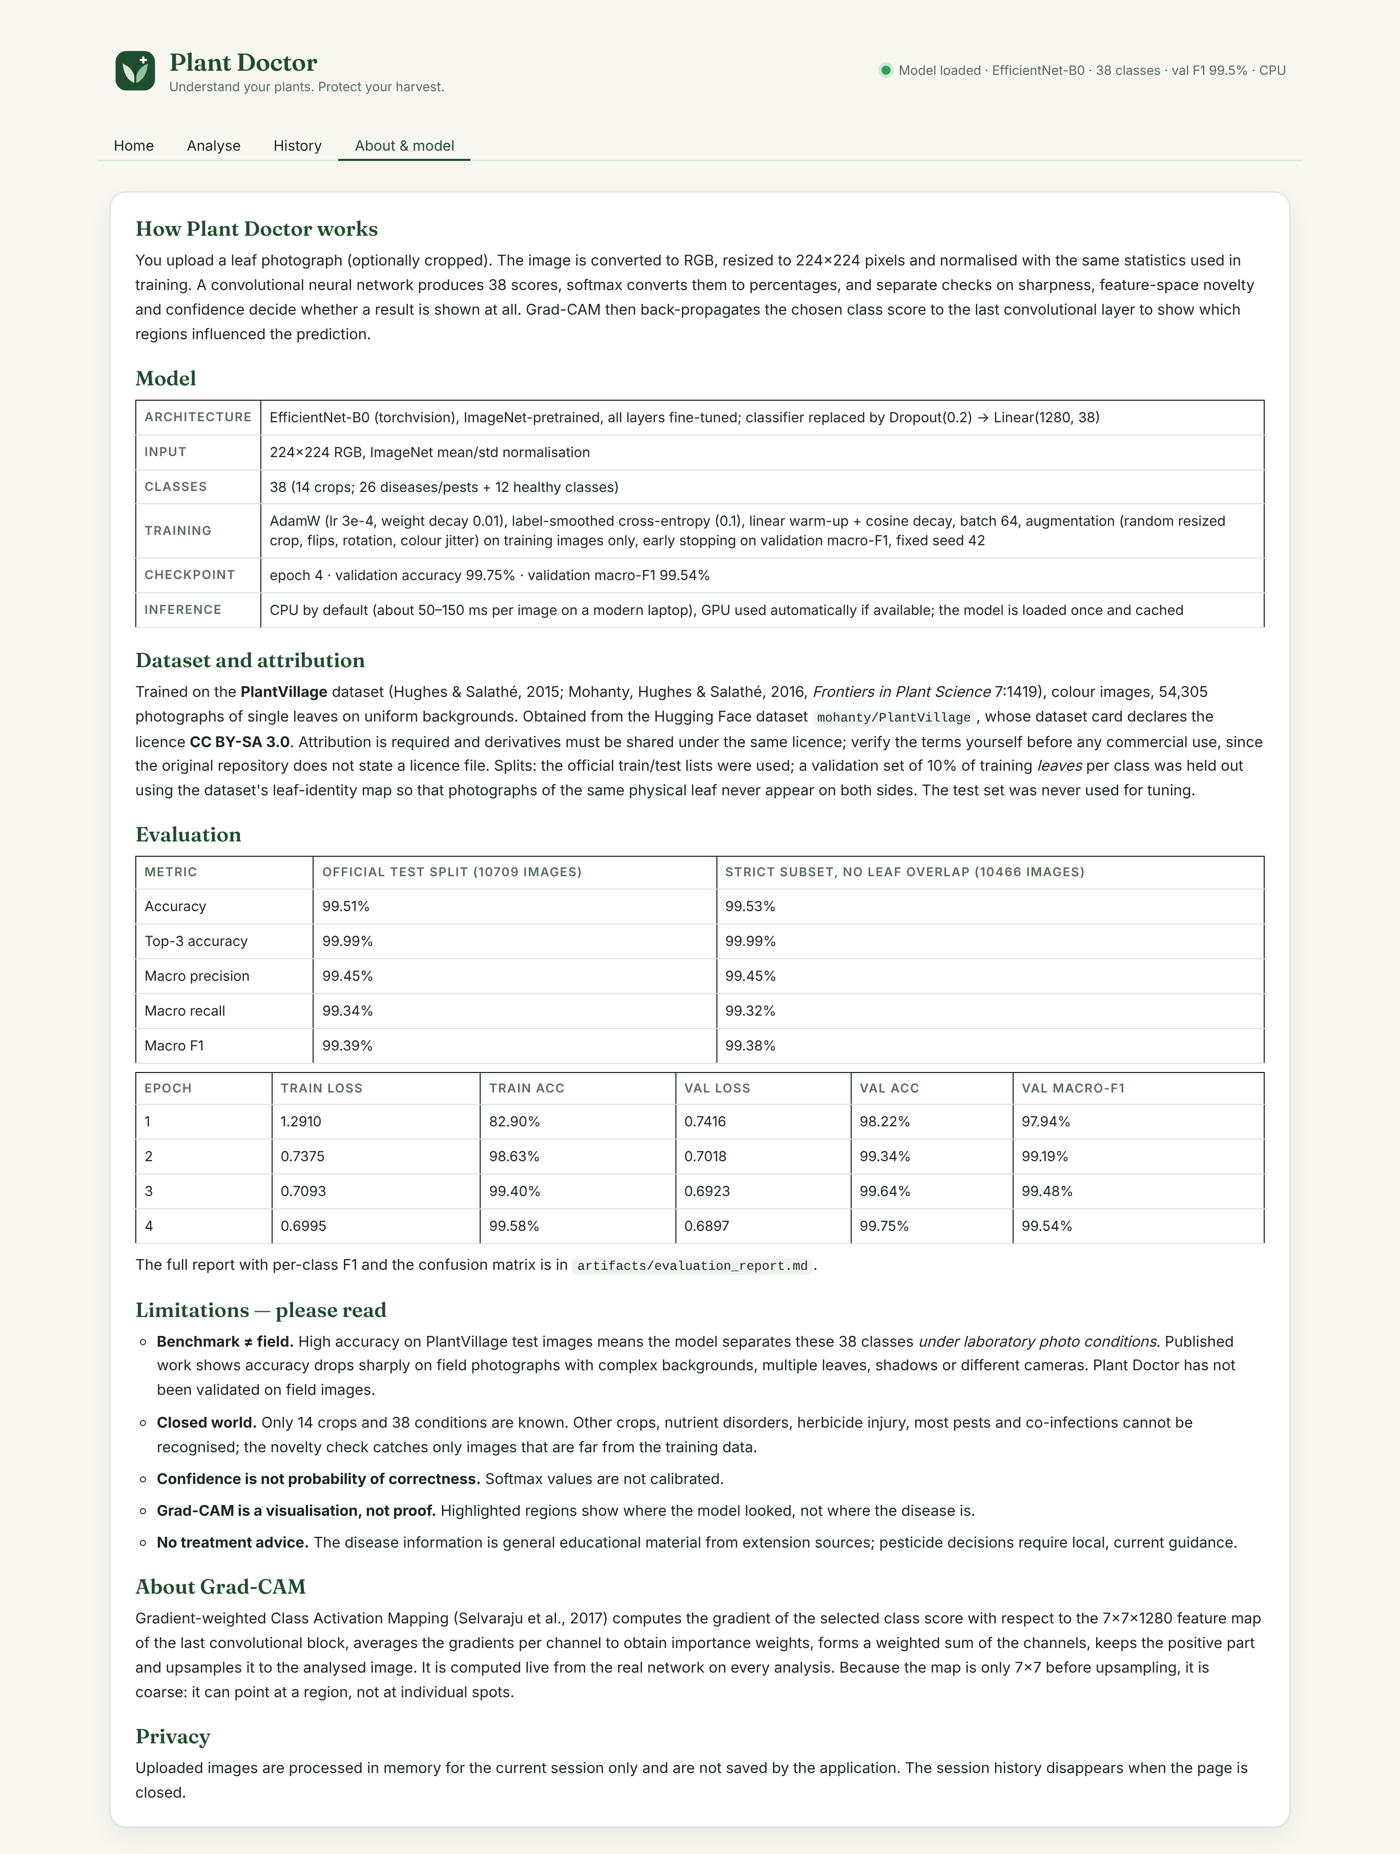 Plant Doctor
Understand your plants. Protect your harvest.
Model loaded · EfficientNet-B0 · 38 classes · val F1 99.5% · CPU
Home Analyse History About & model
How Plant Doctor works
You upload a leaf photograph (optionally cropped). The image is converted to RGB, resized to 224×224 pixels and normalised with the same statistics used in
training. A convolutional neural network produces 38 scores, softmax converts them to percentages, and separate checks on sharpness, feature-space novelty
and confidence decide whether a result is shown at all. Grad-CAM then back-propagates the chosen class score to the last convolutional layer to show which
regions influenced the prediction.
Model
ARCHITECTURE EfficientNet-B0 (torchvision), ImageNet-pretrained, all layers fine-tuned; classifier replaced by Dropout(0.2) → Linear(1280, 38)
INPUT 224×224 RGB, ImageNet mean/std normalisation
CLASSES 38 (14 crops; 26 diseases/pests + 12 healthy classes)
TRAINING AdamW (lr 3e-4, weight decay 0.01), label-smoothed cross-entropy (0.1), linear warm-up + cosine decay, batch 64, augmentation (random resized
crop, flips, rotation, colour jitter) on training images only, early stopping on validation macro-F1, fixed seed 42
CHECKPOINT epoch 4 · validation accuracy 99.75% · validation macro-F1 99.54%
INFERENCE CPU by default (about 50–150 ms per image on a modern laptop), GPU used automatically if available; the model is loaded once and cached
Dataset and attribution
Trained on the PlantVillage dataset (Hughes & Salathé, 2015; Mohanty, Hughes & Salathé, 2016, Frontiers in Plant Science 7:1419), colour images, 54,305
photographs of single leaves on uniform backgrounds. Obtained from the Hugging Face dataset mohanty/PlantVillage, whose dataset card declares the
licence CC BY-SA 3.0. Attribution is required and derivatives must be shared under the same licence; verify the terms yourself before any commercial use, since
the original repository does not state a licence file. Splits: the official train/test lists were used; a validation set of 10% of training leaves per class was held out
using the dataset's leaf-identity map so that photographs of the same physical leaf never appear on both sides. The test set was never used for tuning.
Evaluation
METRIC OFFICIAL TEST SPLIT (10709 IMAGES) STRICT SUBSET, NO LEAF OVERLAP (10466 IMAGES)
Accuracy 99.51% 99.53%
Top-3 accuracy 99.99% 99.99%
Macro precision 99.45% 99.45%
Macro recall 99.34% 99.32%
Macro F1 99.39% 99.38%
EPOCH TRAIN LOSS TRAIN ACC VAL LOSS VAL ACC VAL MACRO-F1
1 1.2910 82.90% 0.7416 98.22% 97.94%
2 0.7375 98.63% 0.7018 99.34% 99.19%
3 0.7093 99.40% 0.6923 99.64% 99.48%
4 0.6995 99.58% 0.6897 99.75% 99.54%
The full report with per-class F1 and the confusion matrix is in artifacts/evaluation_report.md.
Limitations — please read
Benchmark ≠ field. High accuracy on PlantVillage test images means the model separates these 38 classes under laboratory photo conditions. Published
work shows accuracy drops sharply on field photographs with complex backgrounds, multiple leaves, shadows or different cameras. Plant Doctor has not
been validated on field images.
Closed world. Only 14 crops and 38 conditions are known. Other crops, nutrient disorders, herbicide injury, most pests and co-infections cannot be
recognised; the novelty check catches only images that are far from the training data.
Confidence is not probability of correctness. Softmax values are not calibrated.
Grad-CAM is a visualisation, not proof. Highlighted regions show where the model looked, not where the disease is.
No treatment advice. The disease information is general educational material from extension sources; pesticide decisions require local, current guidance.
About Grad-CAM
Gradient-weighted Class Activation Mapping (Selvaraju et al., 2017) computes the gradient of the selected class score with respect to the 7×7×1280 feature map
of the last convolutional block, averages the gradients per channel to obtain importance weights, forms a weighted sum of the channels, keeps the positive part
and upsamples it to the analysed image. It is computed live from the real network on every analysis. Because the map is only 7×7 before upsampling, it is
coarse: it can point at a region, not at individual spots.
Privacy
Uploaded images are processed in memory for the current session only and are not saved by the application. The session history disappears when the page is
closed.